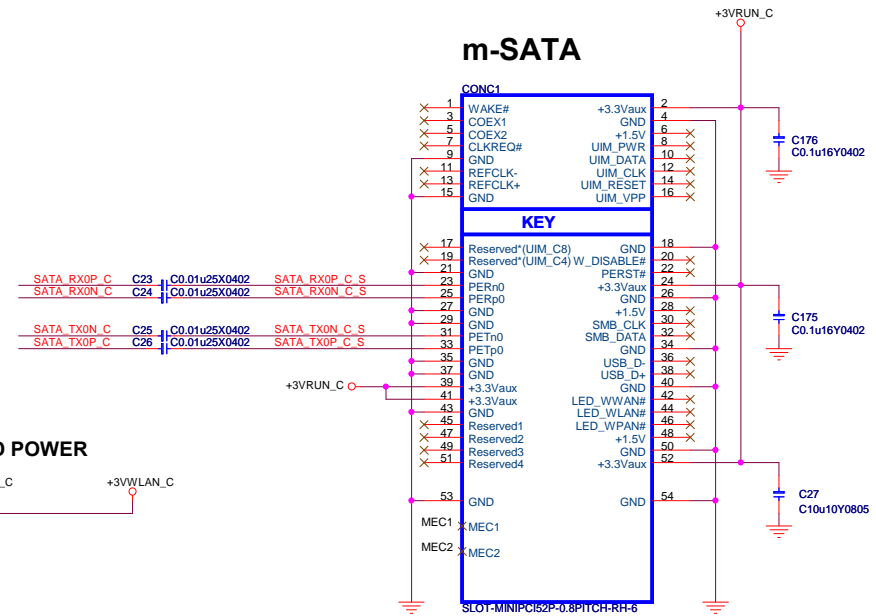 +3VRUN_C
m-SATA
CONC1
1 WAKE# +3.3Vaux 2
3 COEX1 GND 4
5 COEX2 +1.5V 6
7 CLKREQ# UIM_PWR 8
9 GND UIM_DATA 10
11 REFCLK- UIM_CLK 12
13 REFCLK+ UIM_RESET 14
15 GND UIM_VPP 16
C176
C0.1u16Y0402
KEY
17 Reserved*(UIM_C8) GND 18
19 Reserved*(UIM_C4) W_DISABLE# 20
21 GND PERST# 22
SATA_RX0P_C C23 C0.01u25X0402 SATA_RX0P_C_S 23 PERn0 +3.3Vaux 24
SATA_RX0N_C C24 C0.01u25X0402 SATA_RX0N_C_S 25 PERp0 GND 26
27 GND +1.5V 28
29 GND SMB_CLK 30
SATA_TX0N_C C25 C0.01u25X0402 SATA_TX0N_C_S 31 PETn0 SMB_DATA 32
SATA_TX0P_C C26 C0.01u25X0402 SATA_TX0P_C_S 33 PETp0 GND 34
C175
C0.1u16Y0402
35 GND USB_D- 36
37 GND USB_D+ 38
+3VRUN_C 39 +3.3Vaux GND 40
41 +3.3Vaux LED_WWAN# 42
43 GND LED_WLAN# 44
45 Reserved1 LED_WPAN# 46
47 Reserved2 +1.5V 48
49 Reserved3 GND 50
51 Reserved4 +3.3Vaux 52
POWER
_C +3VWLAN_C
53 GND GND 54
C27
C10u10Y0805
MEC1 MEC1
MEC2 MEC2
SLOT-MINIPCI52P-0.8PITCH-RH-6